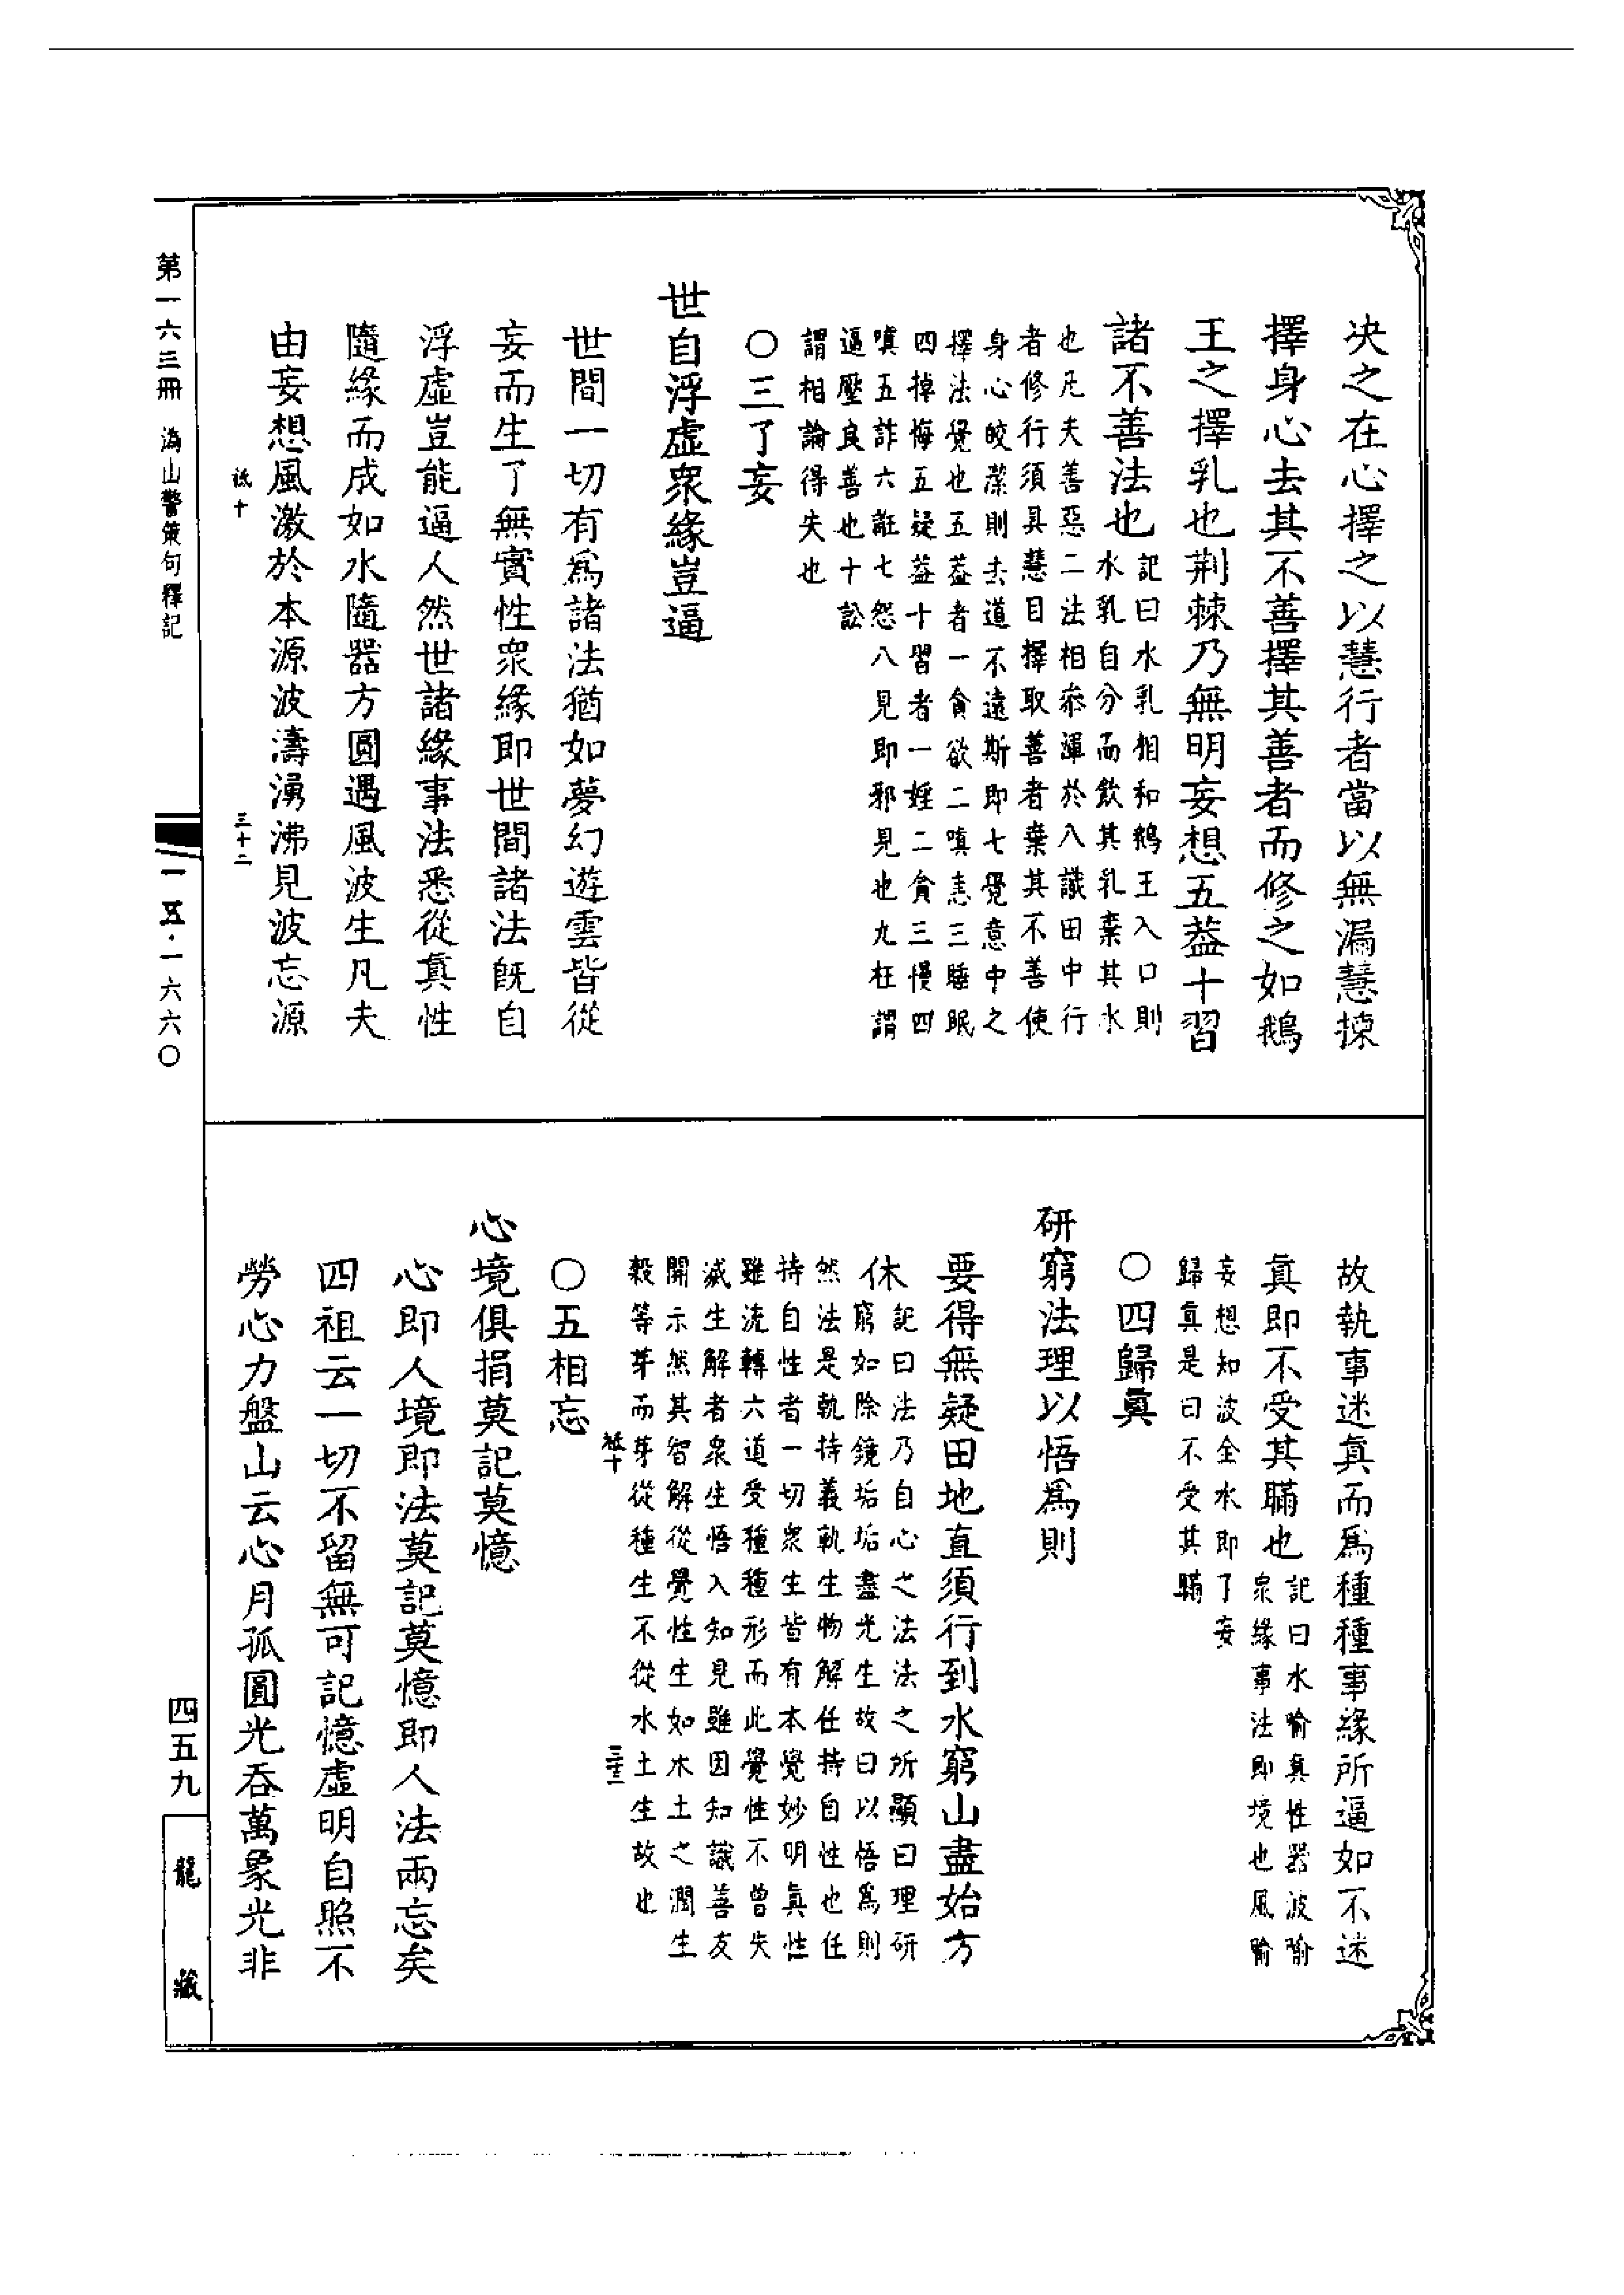 决之在心擇之以慧行者當以無漏慧揀
擇身心去其不善擇其善者而修之如鵝
王之擇乳也荆棘乃無明妄想五葢十習
諸不善法也
記曰水乳相和鵝王入口則
水乳自分而飲其乳棄其水
也凡夫善惡二法相叅渾於八識田中行
者修行須具慧目擇取善者棄其不善使
身心皎潔則去道不遠斯即七覺意中之
擇法覺也五葢者一貪欲二嗔恚三睡眠
四掉悔五疑葢十習者一婬二貪三慢四
嗔五詐六誑七怨八見即邪見也九枉謂
逼壓良善也十訟
謂相論得失也
○三了妄
世自浮虛衆緣豈逼
世間一切有爲諸法猶如夢幻遊雲皆從
妄而生了無實性衆緣即世間諸法既自
浮虛豈能逼人然世諸緣事法悉從真性
隨緣而成如水隨器方圓遇風波生凡夫
由妄想風激於本源波濤湧沸見波忘源
祇十
三十二
故執事迷真而爲種種事緣所逼如不迷
真即不受其瞞也
記曰水喻真性器波喻
衆緣事法即境也風喻
妄想知波全水即了妄
歸真是曰不受其瞞
○四歸真
研窮法理以悟爲則
要得無疑田地直須行到水窮山盡始方
休
記曰法乃自心之法法之所顯曰理研
窮如除鏡垢垢盡光生故曰以悟爲則
然法是軌持義軌生物解任持自性也任
持自性者一切衆生皆有本覺妙明真性
雖流轉六道受種種形而此覺性不曾失
滅生解者衆生悟入知見雖因知識善友
開示然其智解從覺性生如水土之潤生
穀等芽而芽從種生不從水土生故也
祇十
三十三
○五相忘
心境俱捐莫記莫憶
心即人境即法莫記莫憶即人法兩忘矣
四祖云一切不留無可記憶虛明自照不
勞心力盤山云心月孤圓光吞萬象光非
第一六三冊　溈山警策句釋記
一五·一六六○
四五九
龍藏